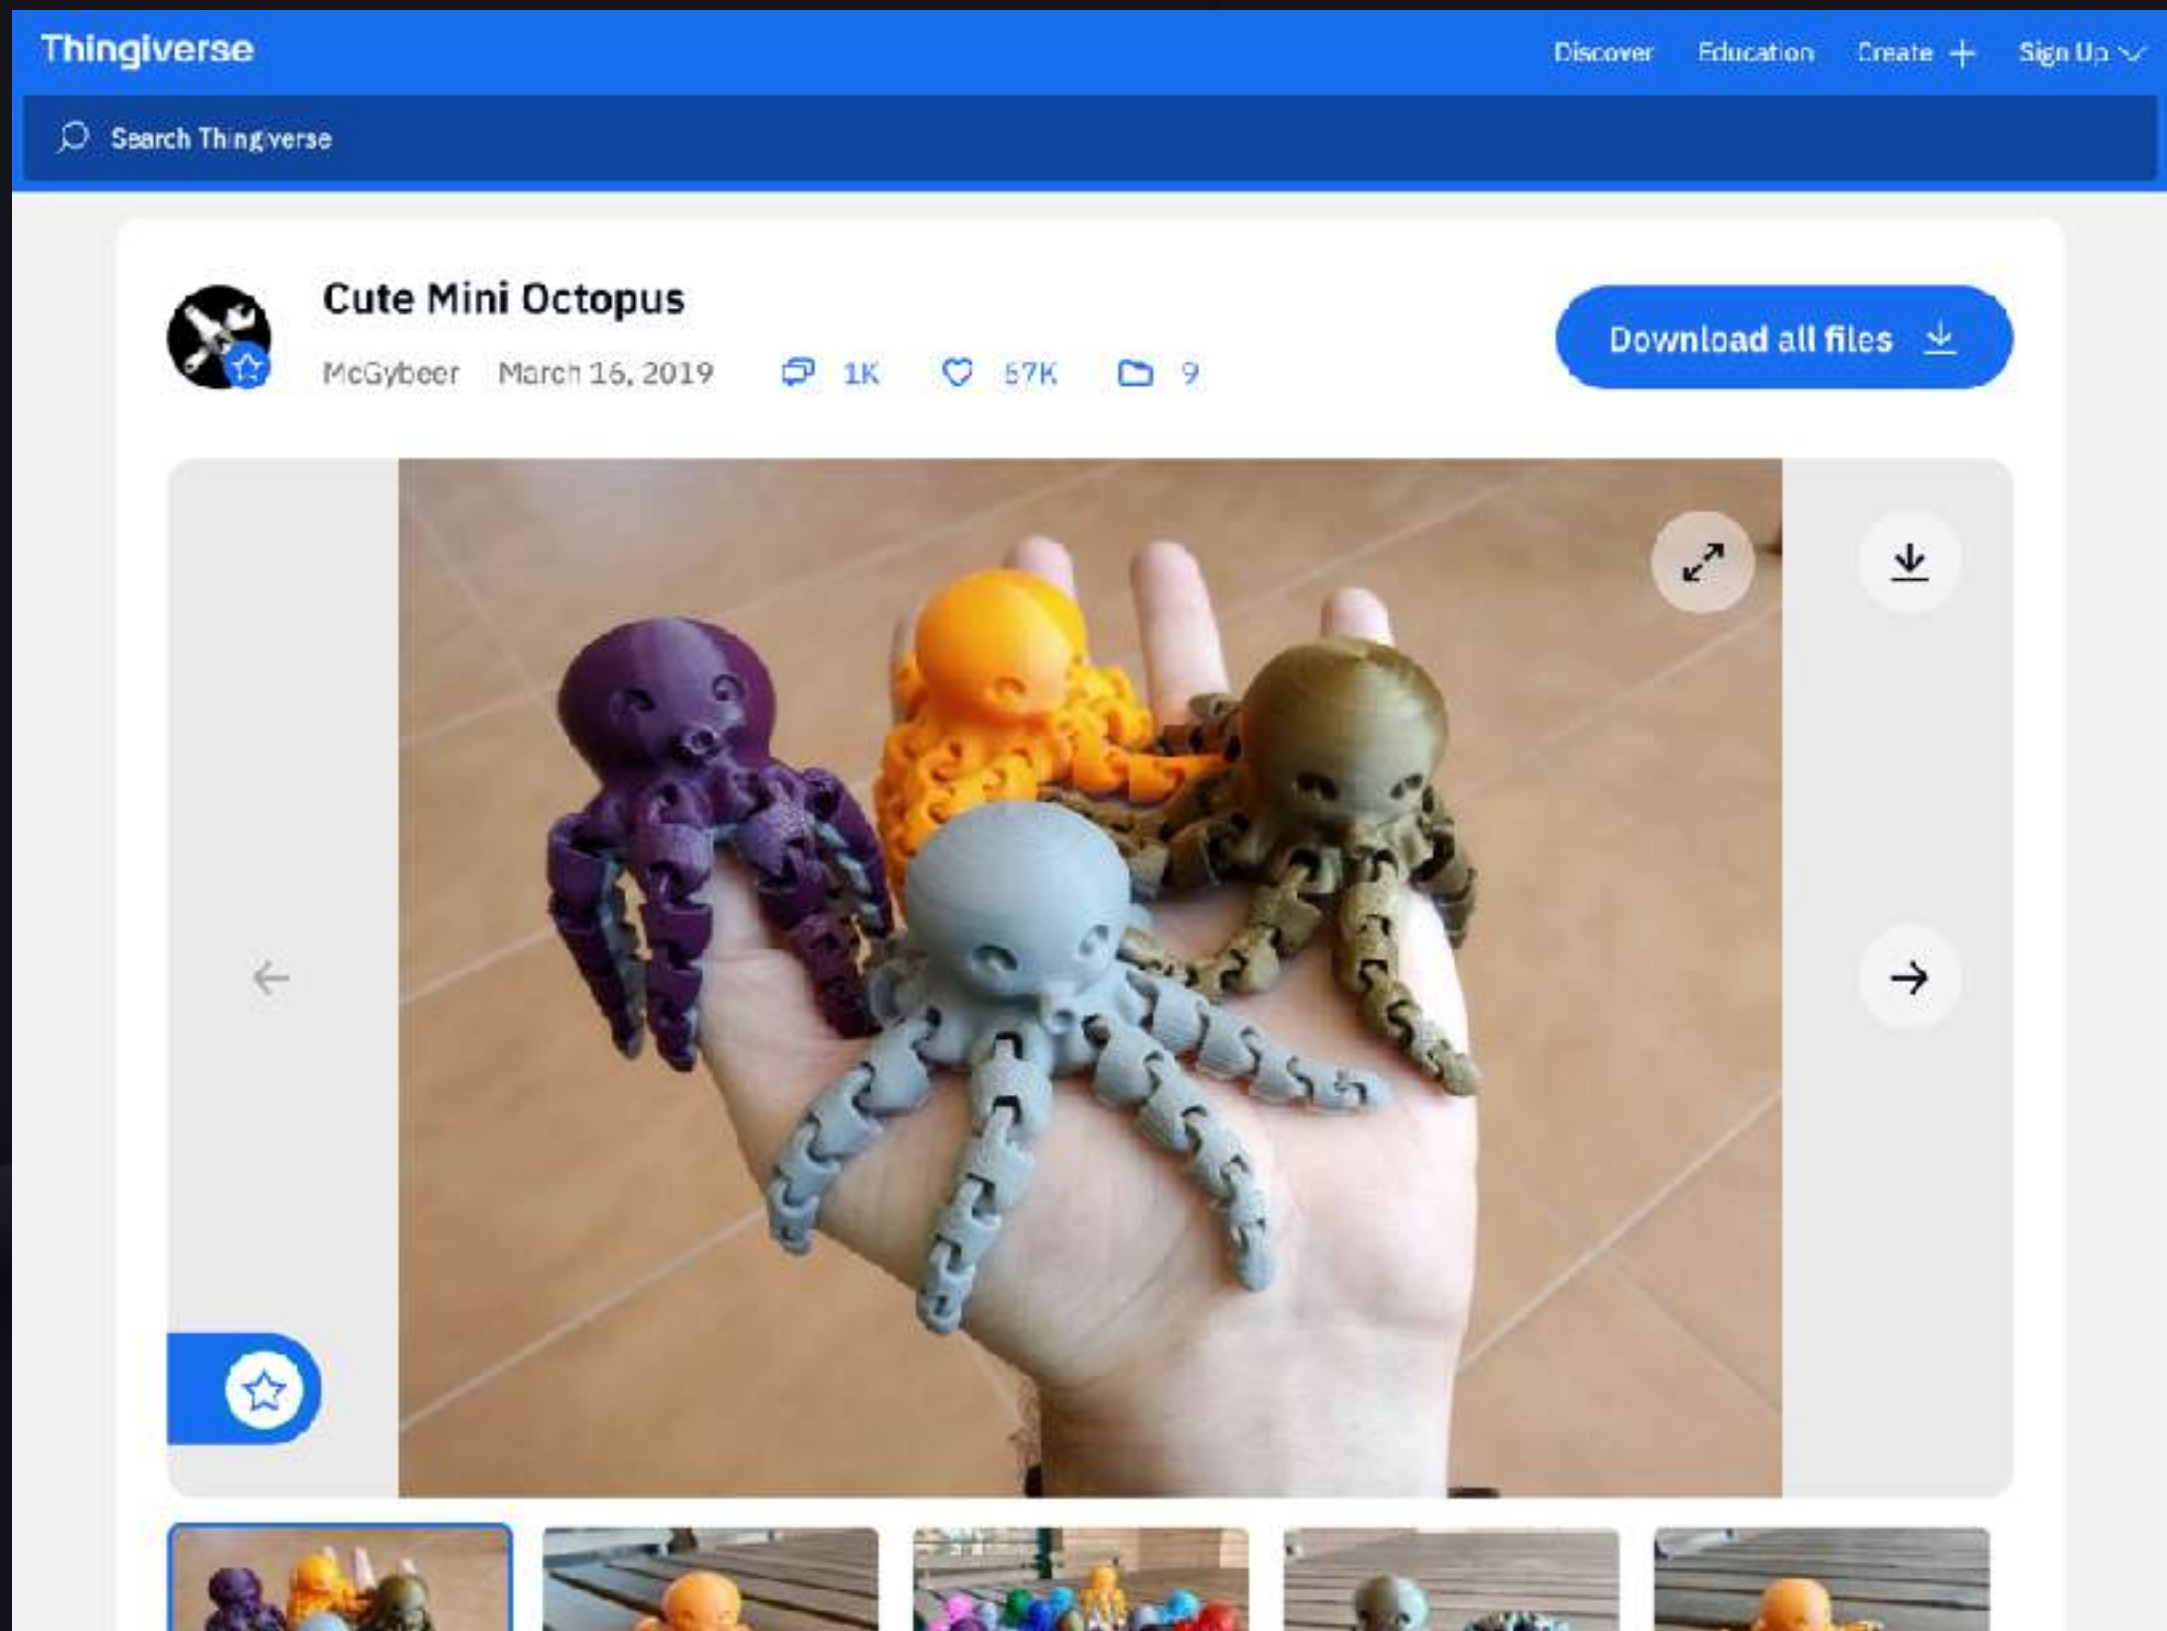 Thingiverse
Discover Education Create Sign Up
Search Thingiverse
Cute Mini Octopus
McGybeer March 16, 2019 1K 67K 9
Download all files